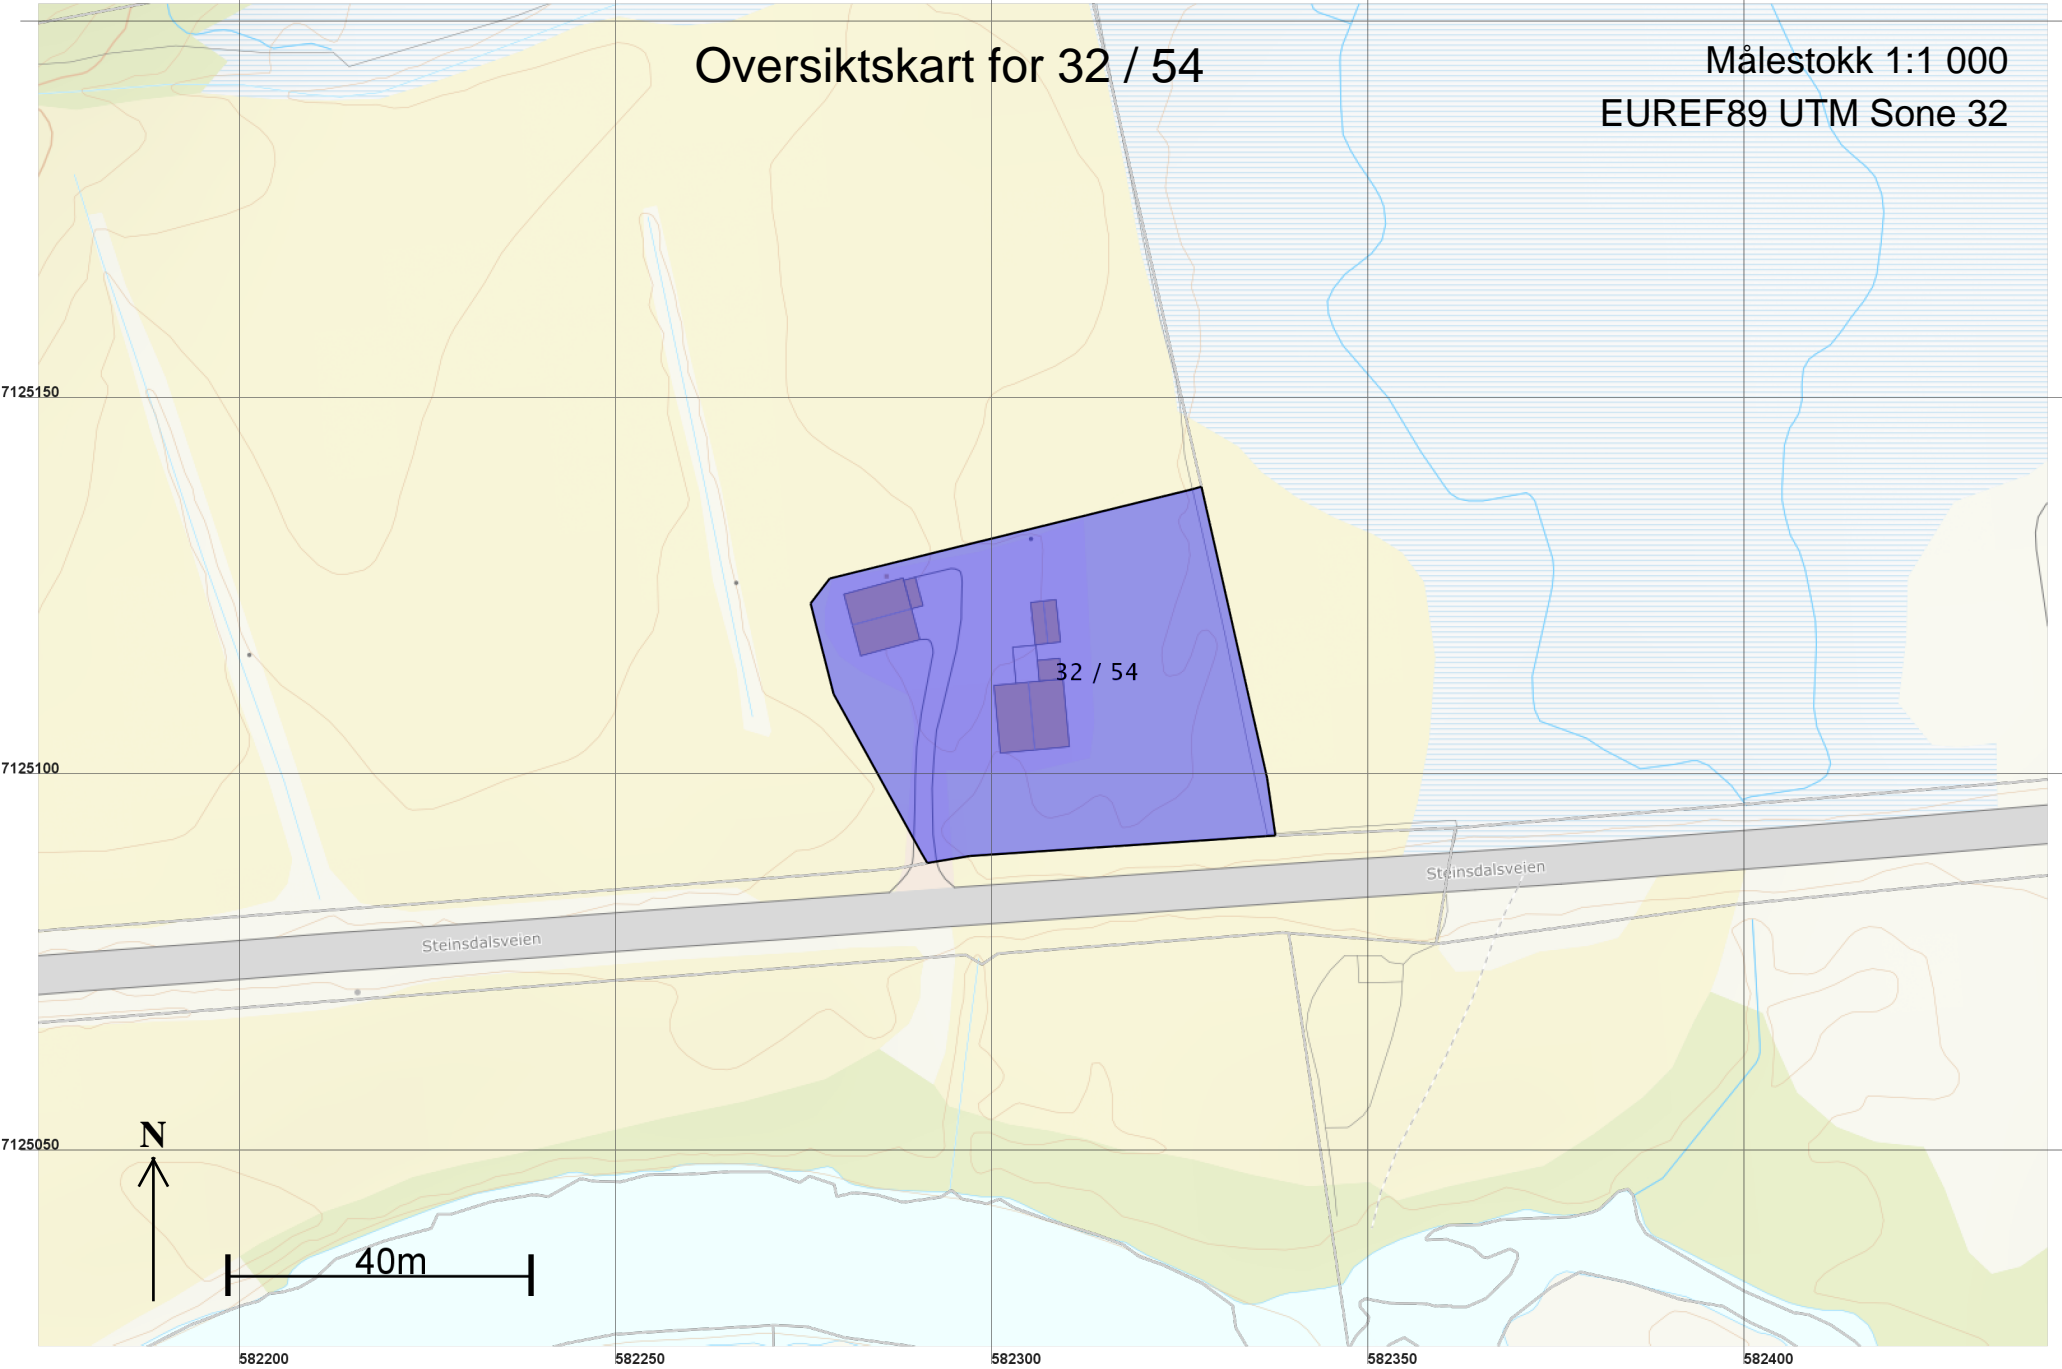 Oversiktskart for 32 / 54
Målestokk 1:1 000
EUREF89 UTM Sone 32
7125150
32 / 54
7125100
Steinsdalsveien
Steinsdalsveien
N
7125050
40m
582200
582250
582300
582350
582400